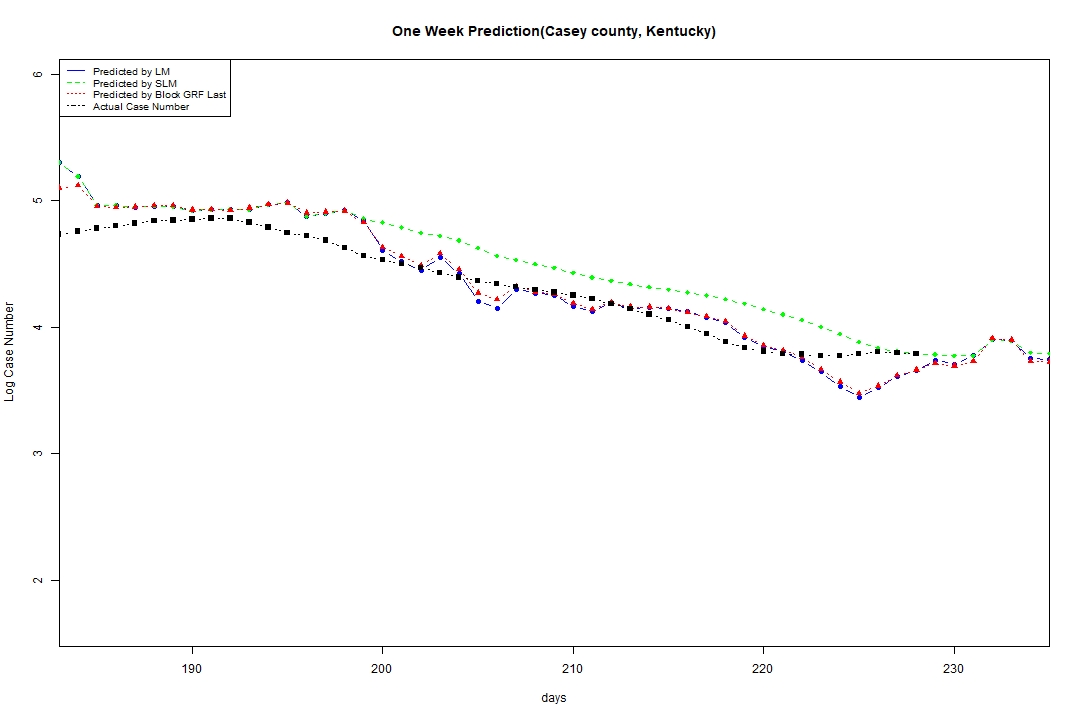 One Week Prediction(Casey county, Kentucky)
Predicted by LM
Predicted by SLM
Predicted by Block GRF Last
Actual Case Number
6
5
4
3
2
Log Case Number
190 200 210 220 230
days